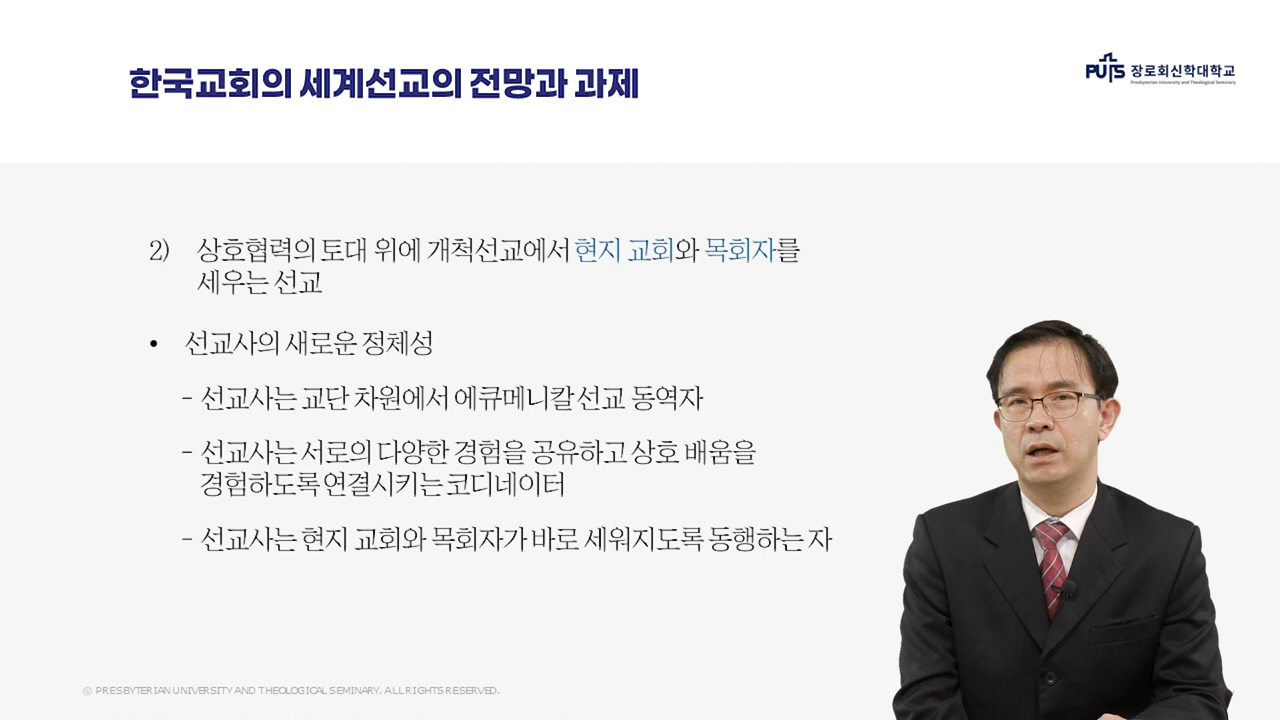 한국교회의 세계선교의 전망과 과제
PUTS 장로회신학대학교
Presbyterian University and Theological Seminary
2) 상호협력의 토대 위에 개척선교에서 현지 교회와 목회자를
세우는 선교
• 선교사의 새로운 정체성
- 선교사는 교단 차원에서 에큐메니칼 선교 동역자
- 선교사는 서로의 다양한 경험을 공유하고 상호 배움을
경험하도록 연결시키는 코디네이터
- 선교사는 현지 교회와 목회자가 바로 세워지도록 동행하는 자
© PRESBYTERIAN UNIVERSITY AND THEOLOGICAL SEMINARY. ALL RIGHTS RESERVED.